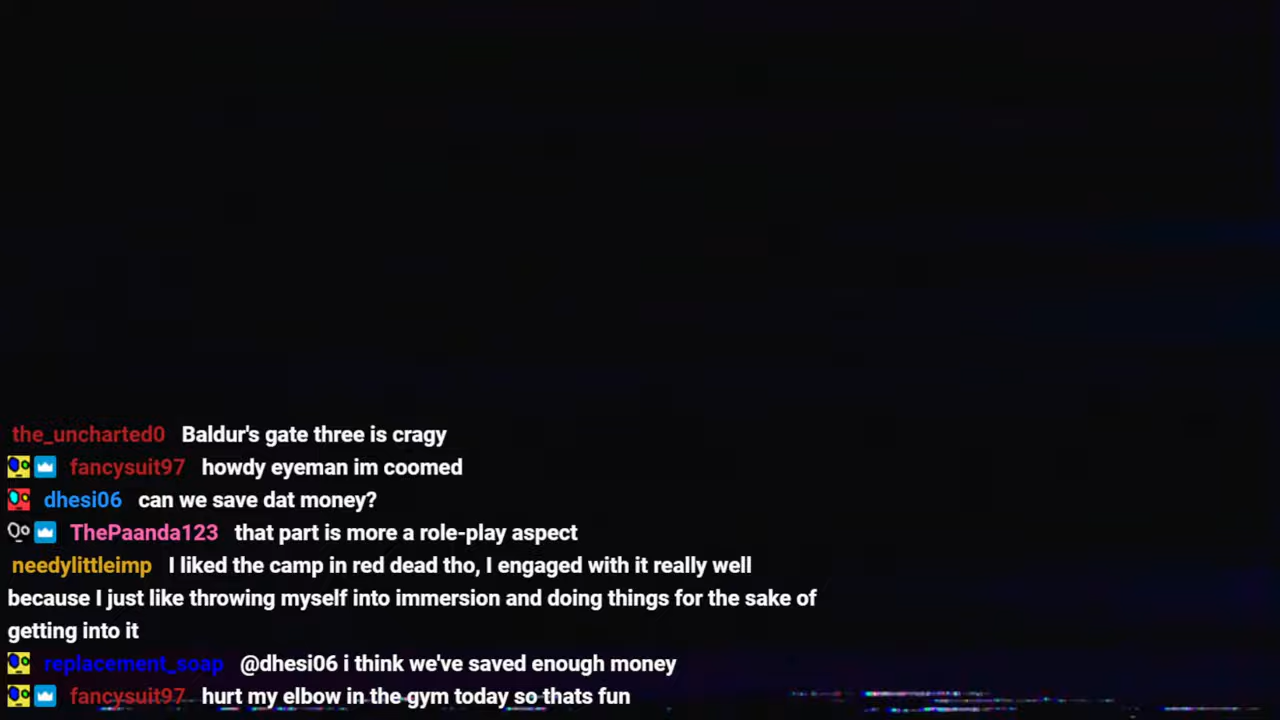 the_uncharted0 Baldur's gate three is cragy
fancysuit97 howdy eyeman im coomed
dhesi06 can we save dat money?
ThePaanda123 that part is more a role-play aspect
needylittleimp I liked the camp in red dead tho, I engaged with it really well
because I just like throwing myself into immersion and doing things for the sake of
getting into it
replacement_soap @dhesi06 i think we've saved enough money
fancysuit97 hurt my elbow in the gym today so thats fun